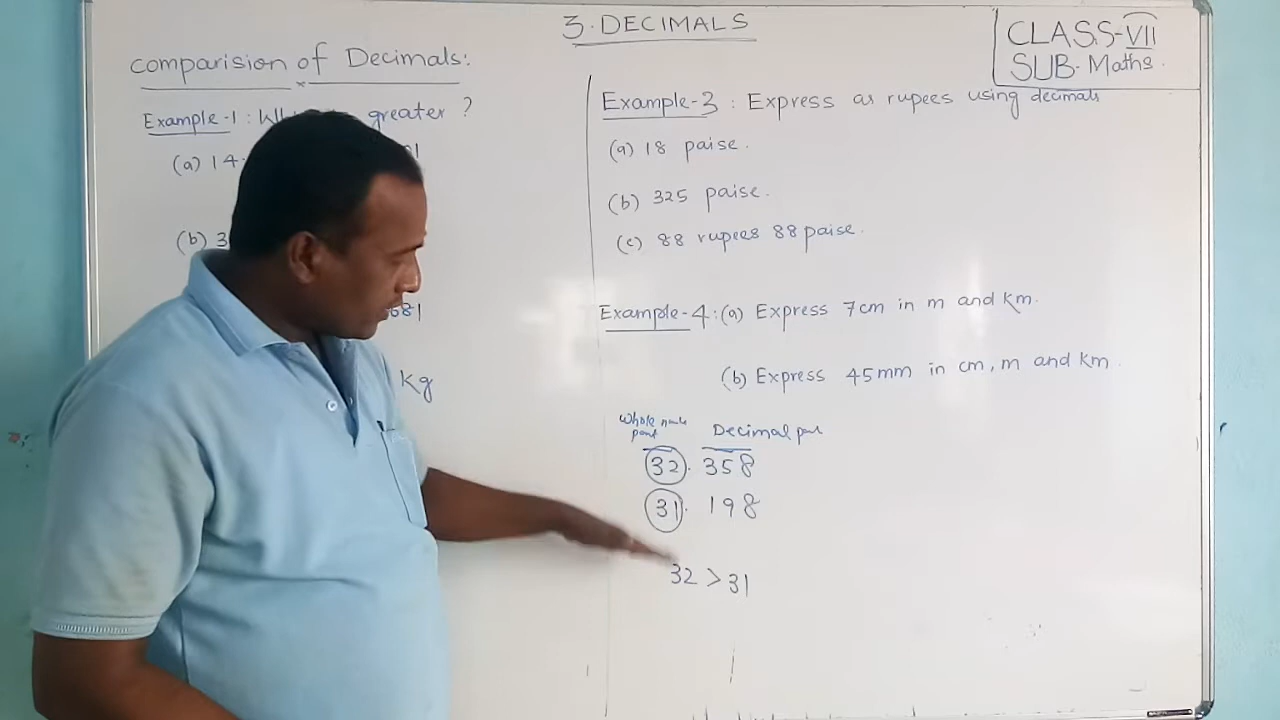 3. DECIMALS
CLASS-VII
SUB- Maths.
comparision of Decimals:
Example-1: greater ?
(a) 14.
(b) 3
681
Kg
Example-3 : Express as rupees using decimals
(a) 18 paise.
(b) 325 paise.
(c) 88 rupees 88 paise.
Example-4:(a) Express 7cm in m and Km.
(b) Express 45mm in cm, m and Km.
whole
part Decimal part
32. 358
31. 198
32 > 31